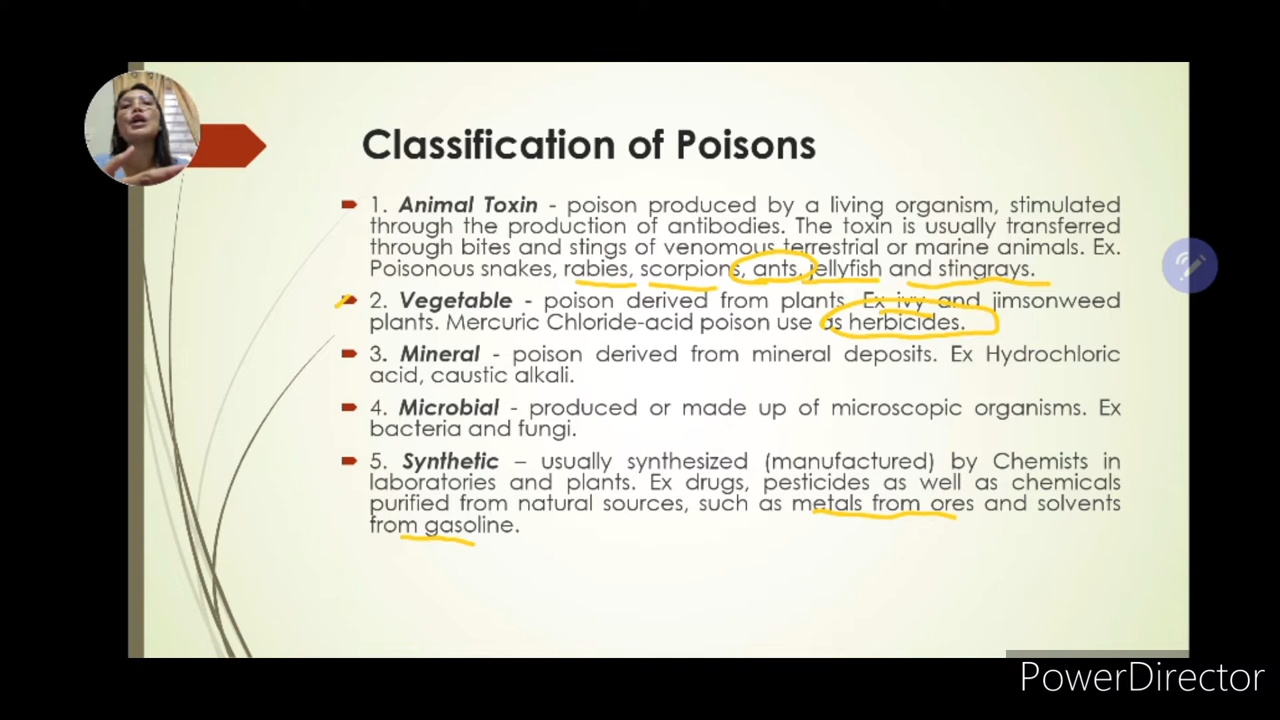 Classification of Poisons
1. Animal Toxin - poison produced by a living organism, stimulated
through the production of antibodies. The toxin is usually transferred
through bites and stings of venomous terrestrial or marine animals. Ex.
Poisonous snakes, rabies, scorpions, ants, jellyfish and stingrays.
2. Vegetable - poison derived from plants. Ex ivy and jimsonweed
plants. Mercuric Chloride-acid poison use as herbicides.
3. Mineral - poison derived from mineral deposits. Ex Hydrochloric
acid, caustic alkali.
4. Microbial - produced or made up of microscopic organisms. Ex
bacteria and fungi.
5. Synthetic – usually synthesized (manufactured) by Chemists in
laboratories and plants. Ex drugs, pesticides as well as chemicals
purified from natural sources, such as metals from ores and solvents
from gasoline.
PowerDirector